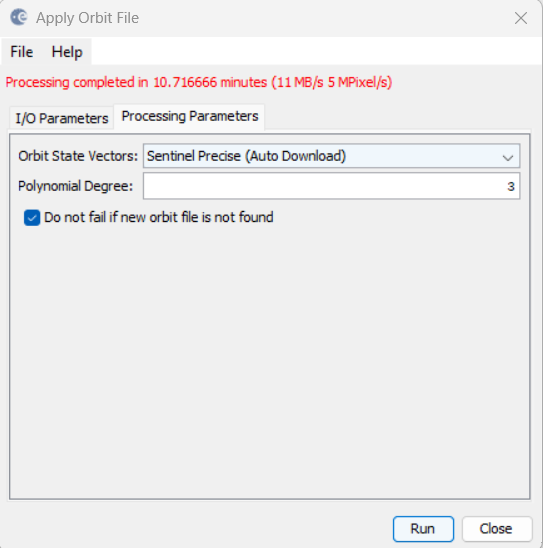 Apply Orbit File
File Help
Processing completed in 10.716666 minutes (11 MB/s 5 MPixel/s)
I/O Parameters Processing Parameters
Orbit State Vectors: Sentinel Precise (Auto Download)
Polynomial Degree: 3
Do not fail if new orbit file is not found
Run Close